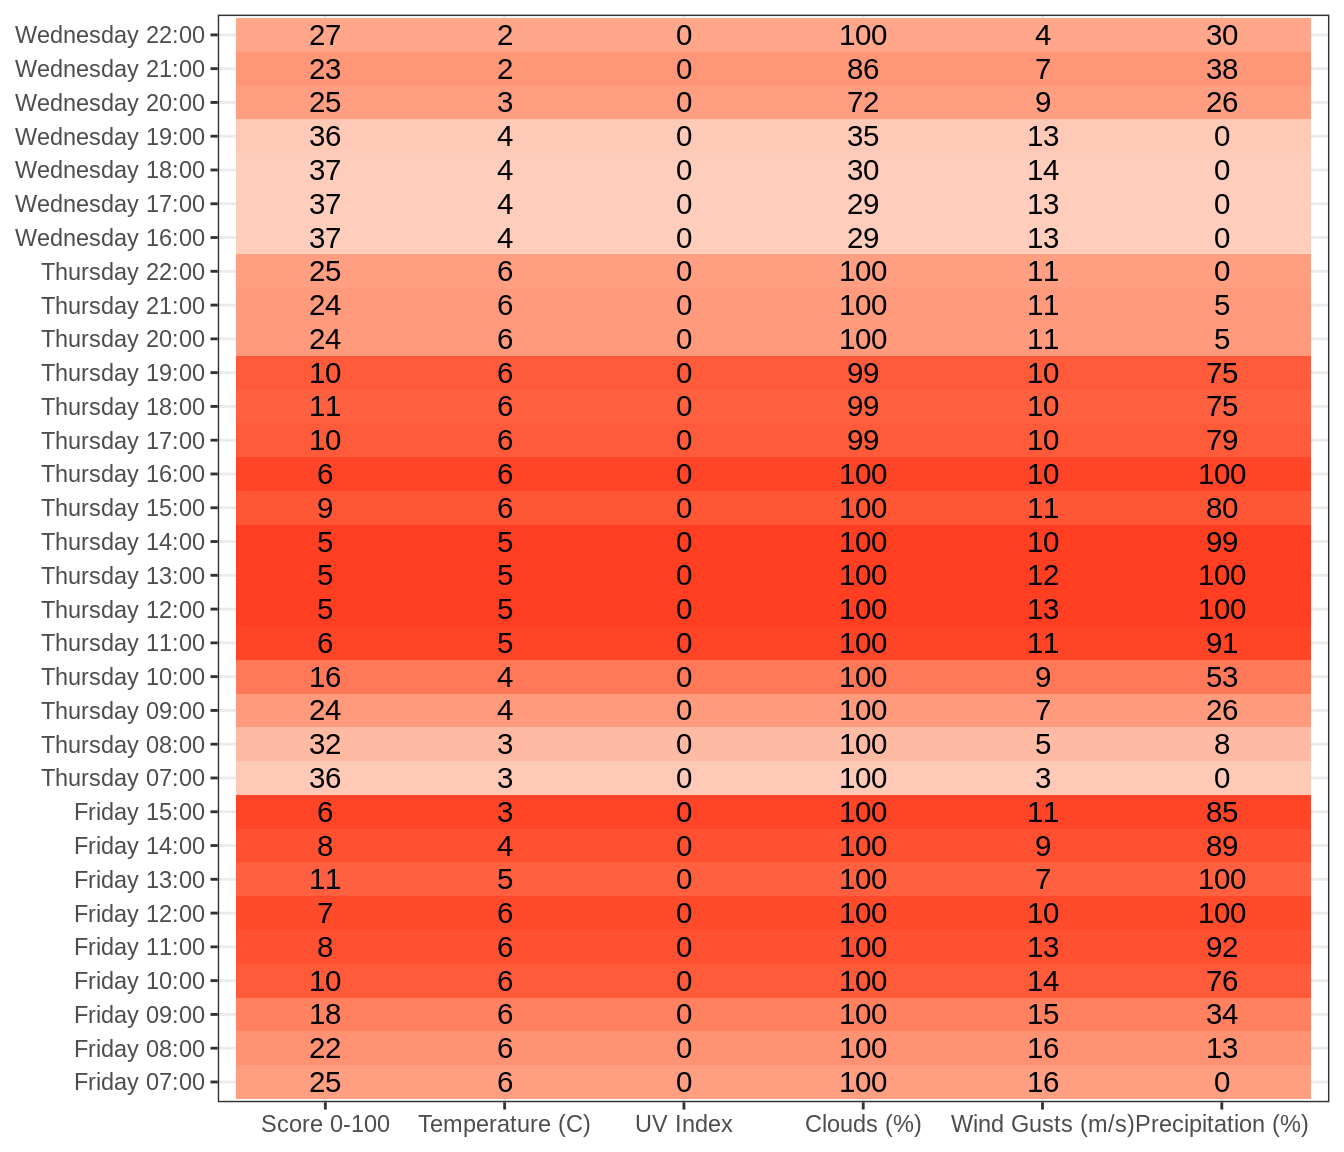 Wednesday 22:00 27 2 0 100 4 30
Wednesday 21:00 23 2 0 86 7 38
Wednesday 20:00 25 3 0 72 9 26
Wednesday 19:00 36 4 0 35 13 0
Wednesday 18:00 37 4 0 30 14 0
Wednesday 17:00 37 4 0 29 13 0
Wednesday 16:00 37 4 0 29 13 0
Thursday 22:00 25 6 0 100 11 0
Thursday 21:00 24 6 0 100 11 5
Thursday 20:00 24 6 0 100 11 5
Thursday 19:00 10 6 0 99 10 75
Thursday 18:00 11 6 0 99 10 75
Thursday 17:00 10 6 0 99 10 79
Thursday 16:00 6 6 0 100 10 100
Thursday 15:00 9 6 0 100 11 80
Thursday 14:00 5 5 0 100 10 99
Thursday 13:00 5 5 0 100 12 100
Thursday 12:00 5 5 0 100 13 100
Thursday 11:00 6 5 0 100 11 91
Thursday 10:00 16 4 0 100 9 53
Thursday 09:00 24 4 0 100 7 26
Thursday 08:00 32 3 0 100 5 8
Thursday 07:00 36 3 0 100 3 0
Friday 15:00 6 3 0 100 11 85
Friday 14:00 8 4 0 100 9 89
Friday 13:00 11 5 0 100 7 100
Friday 12:00 7 6 0 100 10 100
Friday 11:00 8 6 0 100 13 92
Friday 10:00 10 6 0 100 14 76
Friday 09:00 18 6 0 100 15 34
Friday 08:00 22 6 0 100 16 13
Friday 07:00 25 6 0 100 16 0
Score 0-100 Temperature (C) UV Index Clouds (%) Wind Gusts (m/s) Precipitation (%)